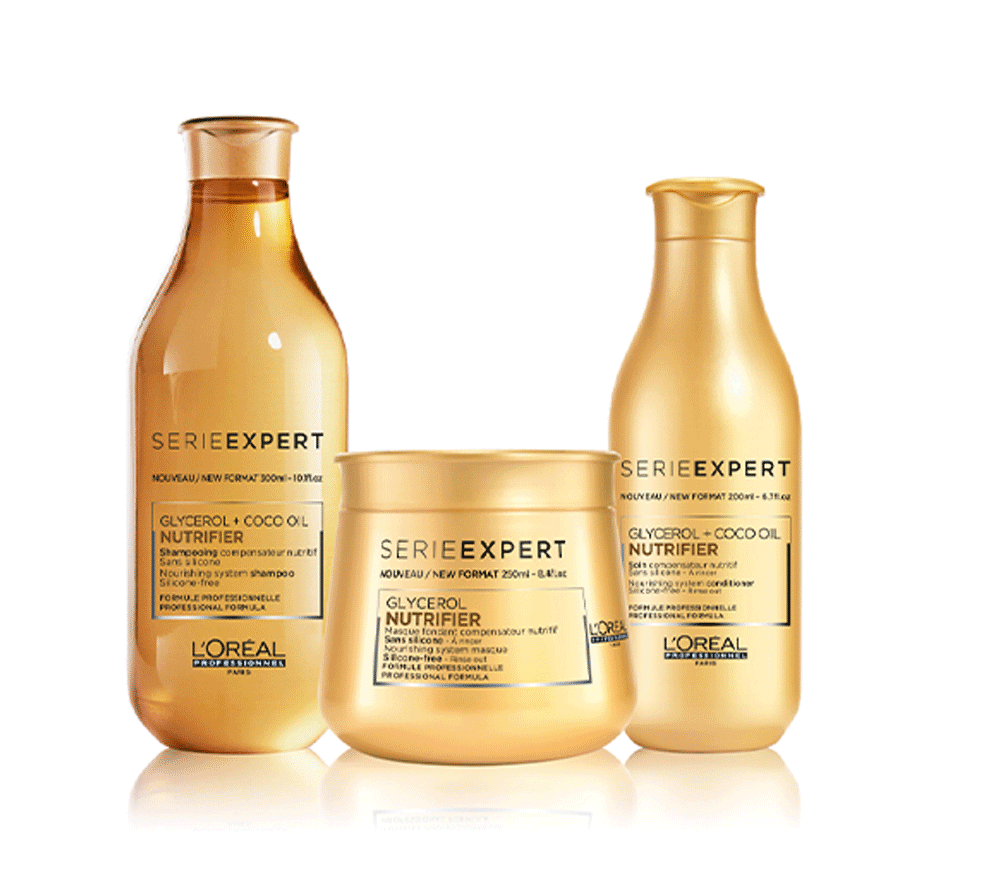 SERIEEXPERT
NOUVEAU / NEW FORMAT 300ml - 10.1fl.oz
GLYCEROL + COCO OIL
NUTRIFIER
Shampooing compensateur nutritif
Sans silicone
Nourishing system shampoo
Silicone-free
FORMULE PROFESSIONNELLE
PROFESSIONAL FORMULA
L'ORÉAL
PROFESSIONNEL
PARIS
SERIEEXPERT
NOUVEAU / NEW FORMAT 250ml - 8.4fl.oz
GLYCEROL
NUTRIFIER
Masque fondant compensateur nutritif
Sans silicone - À rincer
Nourishing system masque
Silicone-free - Rinse out
FORMULE PROFESSIONNELLE
PROFESSIONAL FORMULA
L'ORÉAL
PROFESSIONNEL
PARIS
SERIEEXPERT
NOUVEAU / NEW FORMAT 200ml - 6.7fl.oz
GLYCEROL + COCO OIL
NUTRIFIER
Soin compensateur nutritif
Sans silicone - À rincer
Nourishing system conditioner
Silicone-free - Rinse out
FORMULE PROFESSIONNELLE
PROFESSIONAL FORMULA
L'ORÉAL
PROFESSIONNEL
PARIS